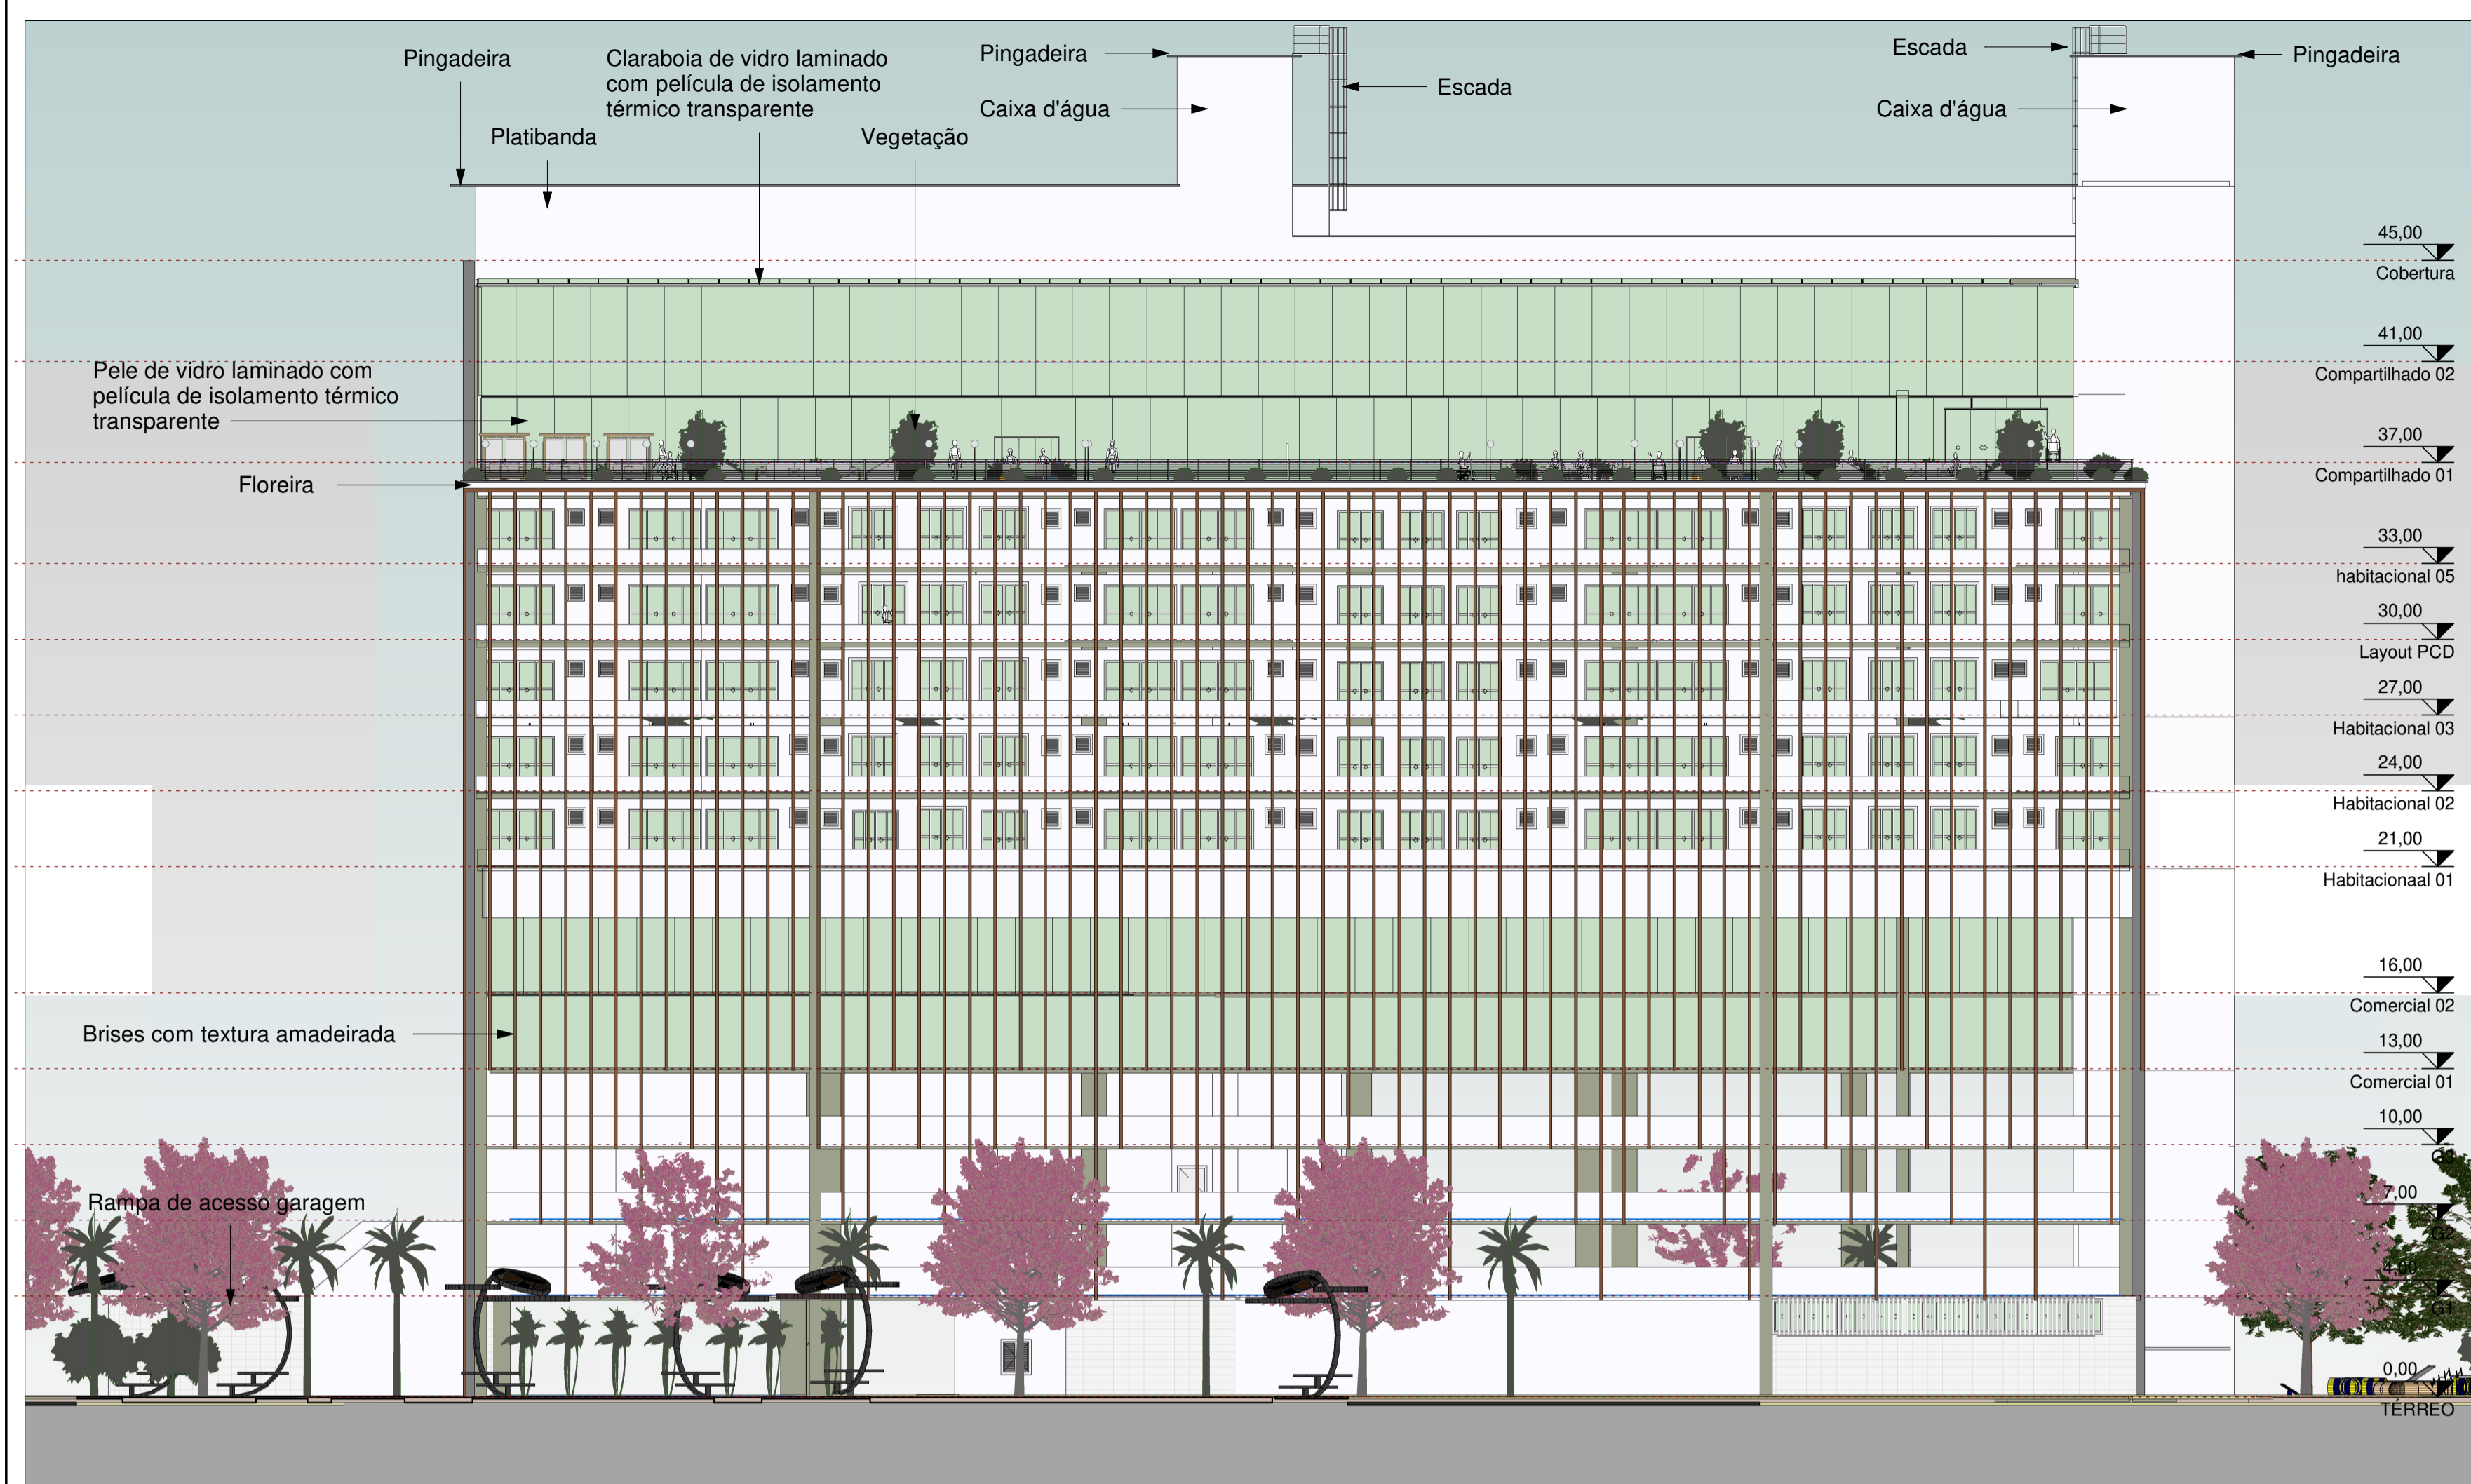 Pingadeira
Claraboia de vidro laminado
com película de isolamento
térmico transparente
Platibanda
Vegetação
Pingadeira
Caixa d'água
Escada
Escada
Caixa d'água
Pingadeira
Pele de vidro laminado com
película de isolamento térmico
transparente
Floreira
Brises com textura amadeirada
Rampa de acesso garagem
45,00
Cobertura
41,00
Compartilhado 02
37,00
Compartilhado 01
33,00
habitacional 05
30,00
Layout PCD
27,00
Habitacional 03
24,00
Habitacional 02
21,00
Habitacionaal 01
16,00
Comercial 02
13,00
Comercial 01
10,00
G3
7,00
G2
4,00
G1
0,00
TÉRREO